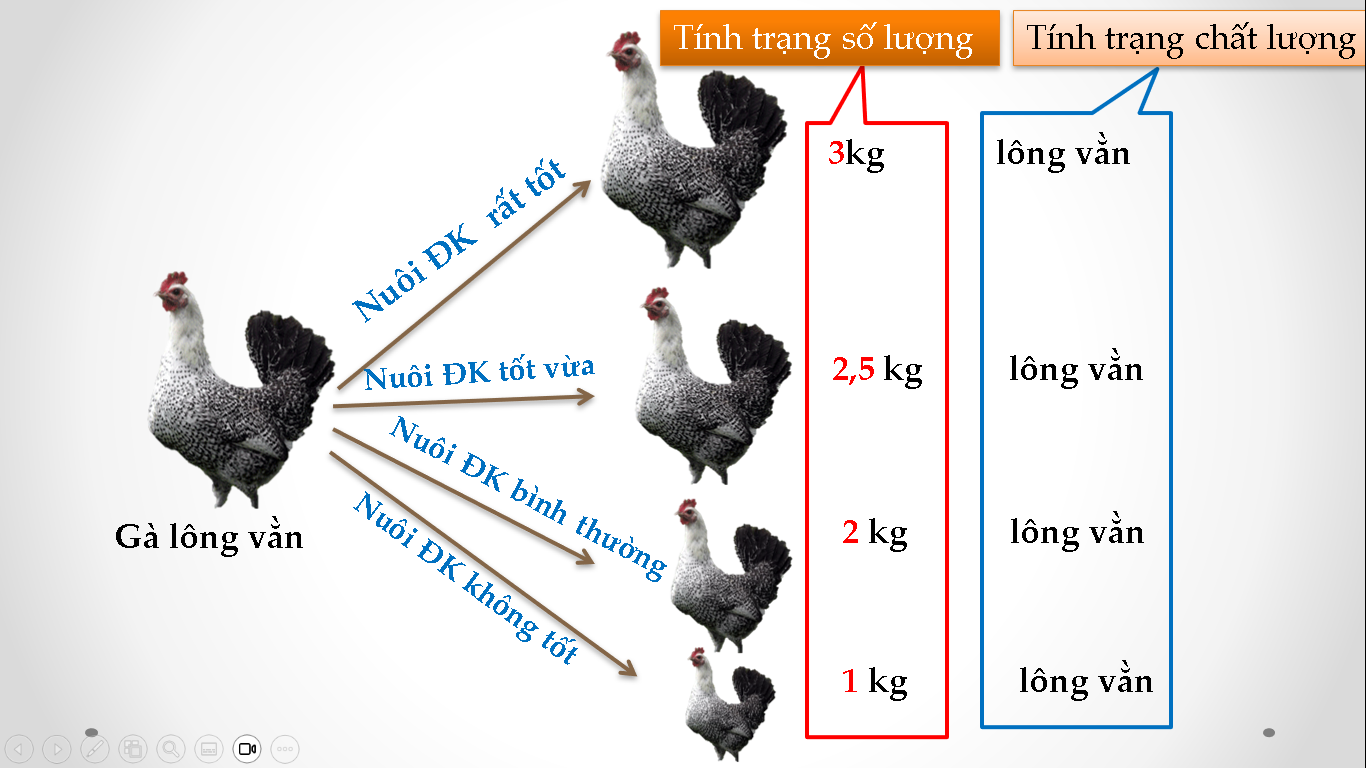 Tính trạng số lượng
Tính trạng chất lượng
Nuôi ĐK rất tốt
3kg
lông vằn
Nuôi ĐK tốt vừa
2,5 kg
lông vằn
Nuôi ĐK bình thường
2 kg
lông vằn
Gà lông vằn
Nuôi ĐK không tốt
1 kg
lông vằn